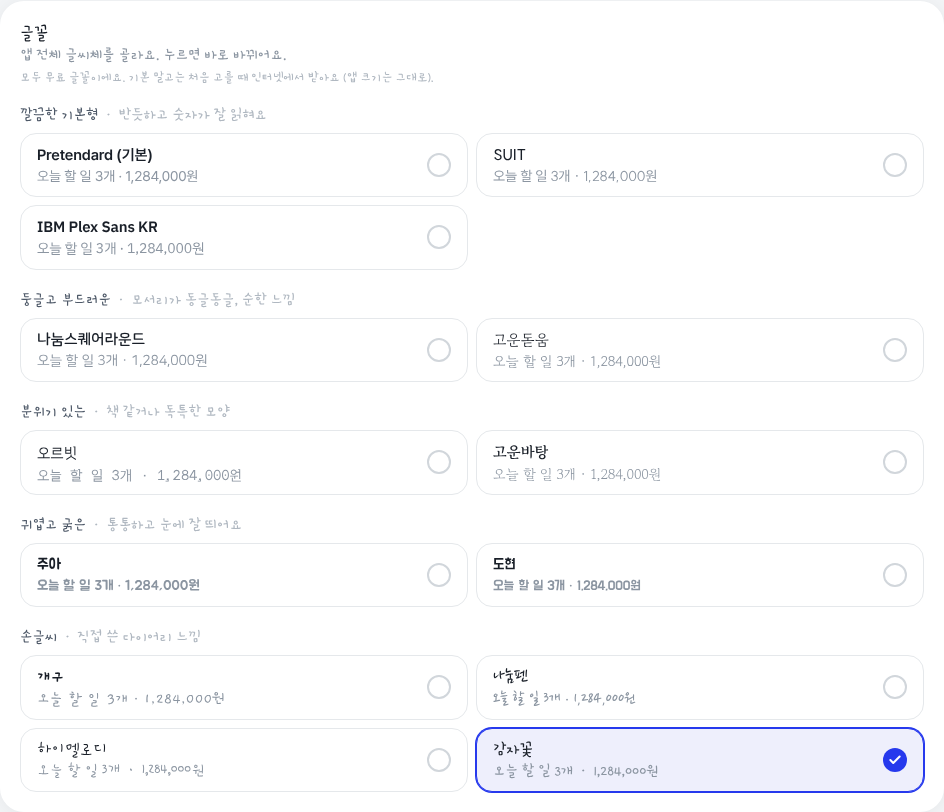 글꼴
앱 전체 글씨체를 골라요. 누르면 바로 바뀌어요.
모두 무료 글꼴이에요. 기본 말고는 처음 고를 때 인터넷에서 받아요 (앱 크기는 그대로).
깔끔한 기본형 · 반듯하고 숫자가 잘 읽혀요
Pretendard (기본)
오늘 할 일 3개 · 1,284,000원
SUIT
오늘 할 일 3개 · 1,284,000원
IBM Plex Sans KR
오늘 할 일 3개 · 1,284,000원
둥글고 부드러운 · 모서리가 동글동글, 순한 느낌
나눔스퀘어라운드
오늘 할 일 3개 · 1,284,000원
고운돋움
오늘 할 일 3개 · 1,284,000원
분위기 있는 · 책 같거나 독특한 모양
오르빗
오늘 할 일 3개 · 1,284,000원
고운바탕
오늘 할 일 3개 · 1,284,000원
귀엽고 굵은 · 통통하고 눈에 잘 띄어요
주아
오늘 할 일 3개 · 1,284,000원
도현
오늘 할 일 3개 · 1,284,000원
손글씨 · 직접 쓴 다이어리 느낌
개구
오늘 할 일 3개 · 1,284,000원
나눔펜
오늘 할 일 3개 · 1,284,000원
하이멜로디
오늘 할 일 3개 · 1,284,000원
감자꽃
오늘 할 일 3개 · 1,284,000원